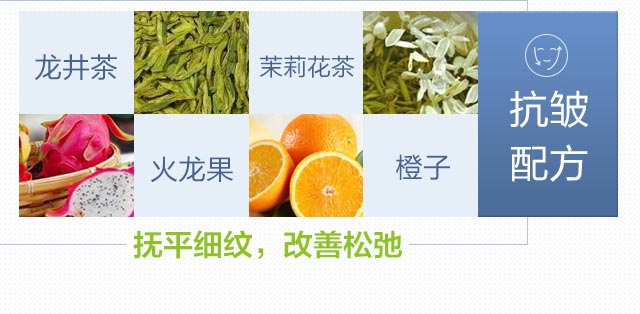 龙井茶
茉莉花茶
火龙果
橙子
抗皱
配方
抚平细纹，改善松弛